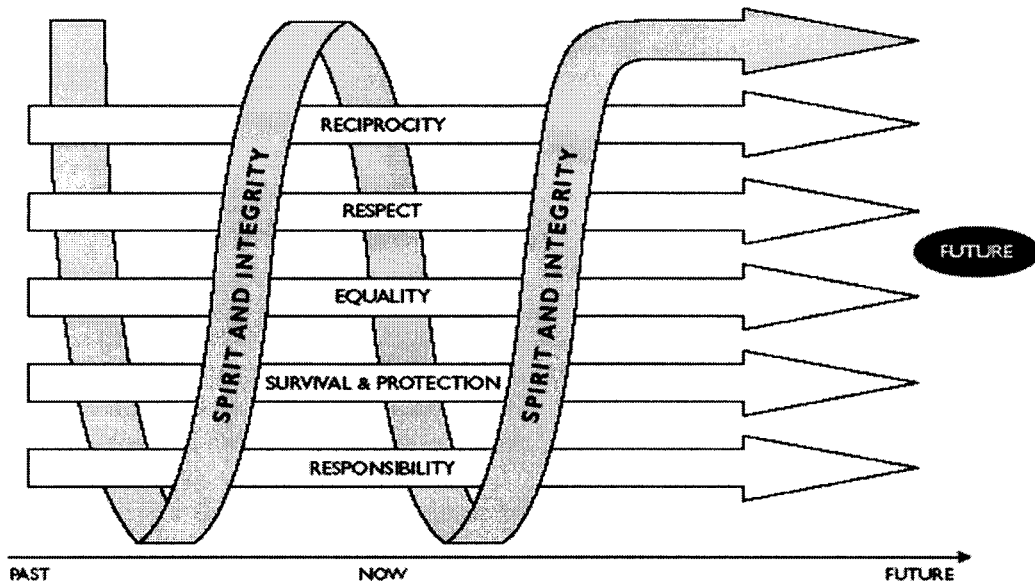 RECIPROCITY
RESPECT
EQUALITY
SURVIVAL & PROTECTION
RESPONSIBILITY
SPIRIT AND INTEGRITY
SPIRIT AND INTEGRITY
FUTURE
PAST
NOW
FUTURE